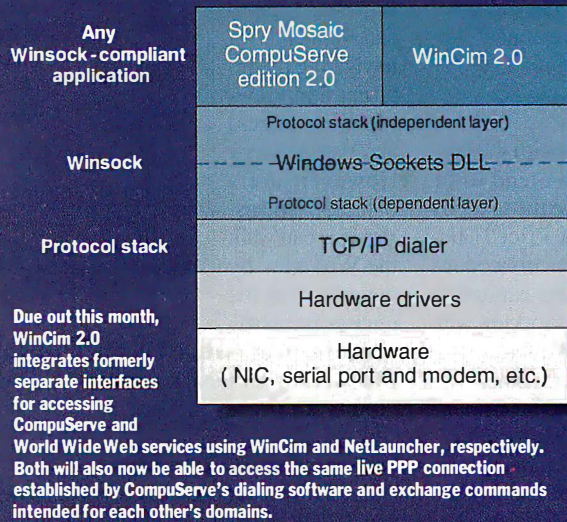 Any
Winsock-compliant
application
Spry Mosaic
CompuServe
edition 2.0
WinCim 2.0
Winsock
Protocol stack (independent layer)
Windows Sockets DLL
Protocol stack (dependent layer)
Protocol stack
TCP/IP dialer
Hardware drivers
Hardware
( NIC, serial port and modem, etc.)
Due out this month,
WinCim 2.0
integrates formerly
separate interfaces
for accessing
CompuServe and
World Wide Web services using WinCim and NetLauncher, respectively.
Both will also now be able to access the same live PPP connection
established by CompuServe's dialing software and exchange commands
intended for each other's domains.